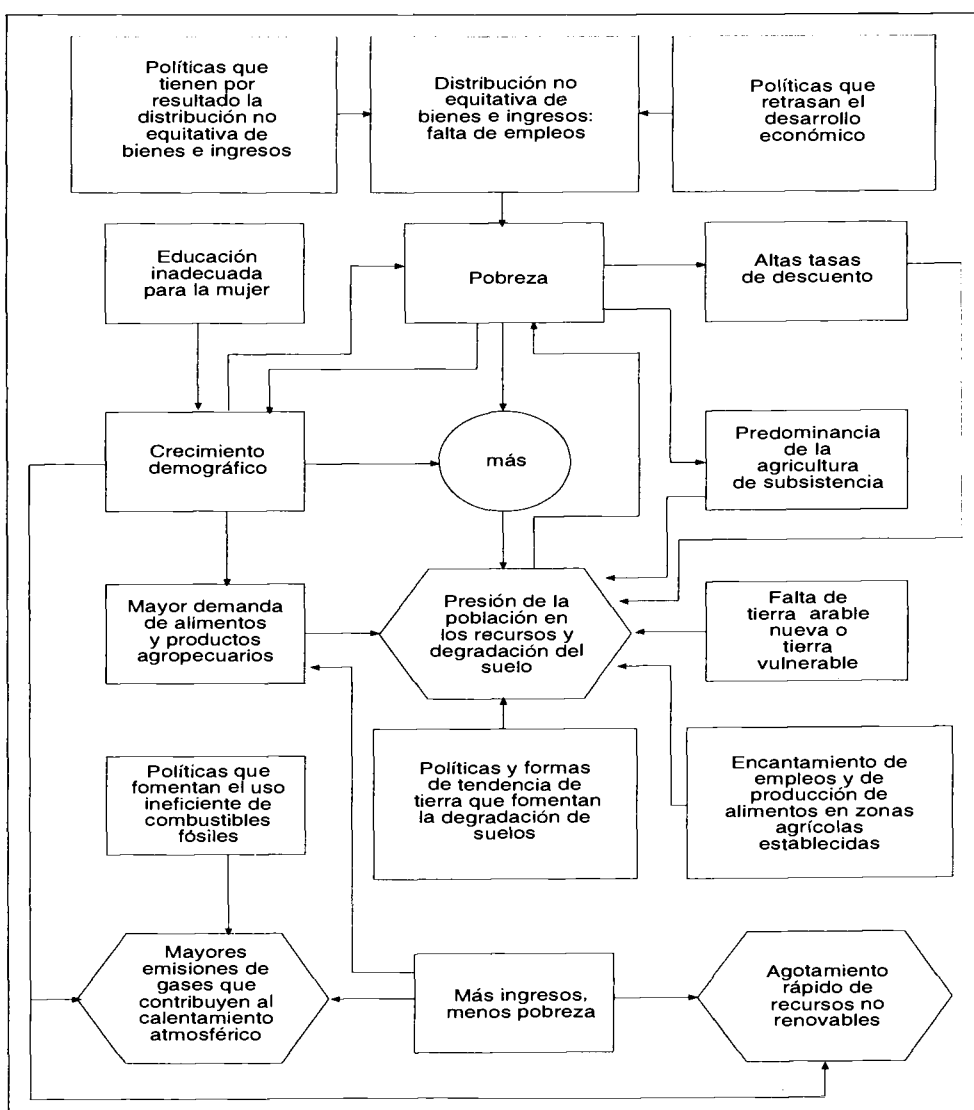 Políticas que
tienen por
resultado la
distribución no
equitativa de
bienes e ingresos
Distribución no
equitativa de
bienes e ingresos:
falta de empleos
Políticas que
retrasan el
desarrollo
económico
Educación
inadecuada
para la mujer
Pobreza
Altas tasas
de descuento
Crecimiento
demográfico
más
Predominancia
de la
agricultura
de subsistencia
Mayor demanda
de alimentos
y productos
agropecuarios
Presión de la
población en
los recursos y
degradación del
suelo
Falta de
tierra arable
nueva o
tierra
vulnerable
Políticas que
fomentan el uso
ineficiente de
combustibles
fósiles
Políticas y formas
de tendencia de
tierra que fomentan
la degradación de
suelos
Encantamiento de
empleos y de
producción de
alimentos en zonas
agrícolas
establecidas
Mayores
emisiones de
gases que
contribuyen al
calentamiento
atmosférico
Más ingresos,
menos pobreza
Agotamiento
rápido de
recursos no
renovables